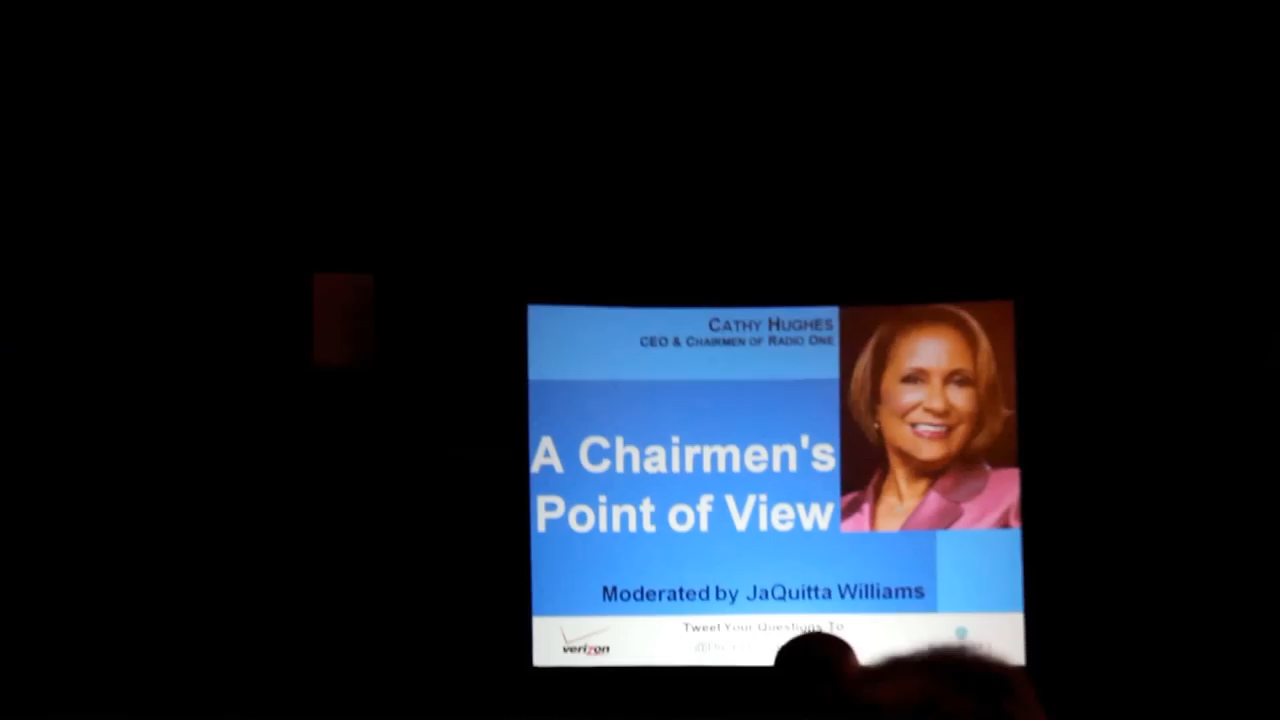 CATHY HUGHES
CEO & CHAIRMEN OF RADIO ONE
A Chairmen's
Point of View
Moderated by JaQuitta Williams
Tweet Your Questions To
verizon